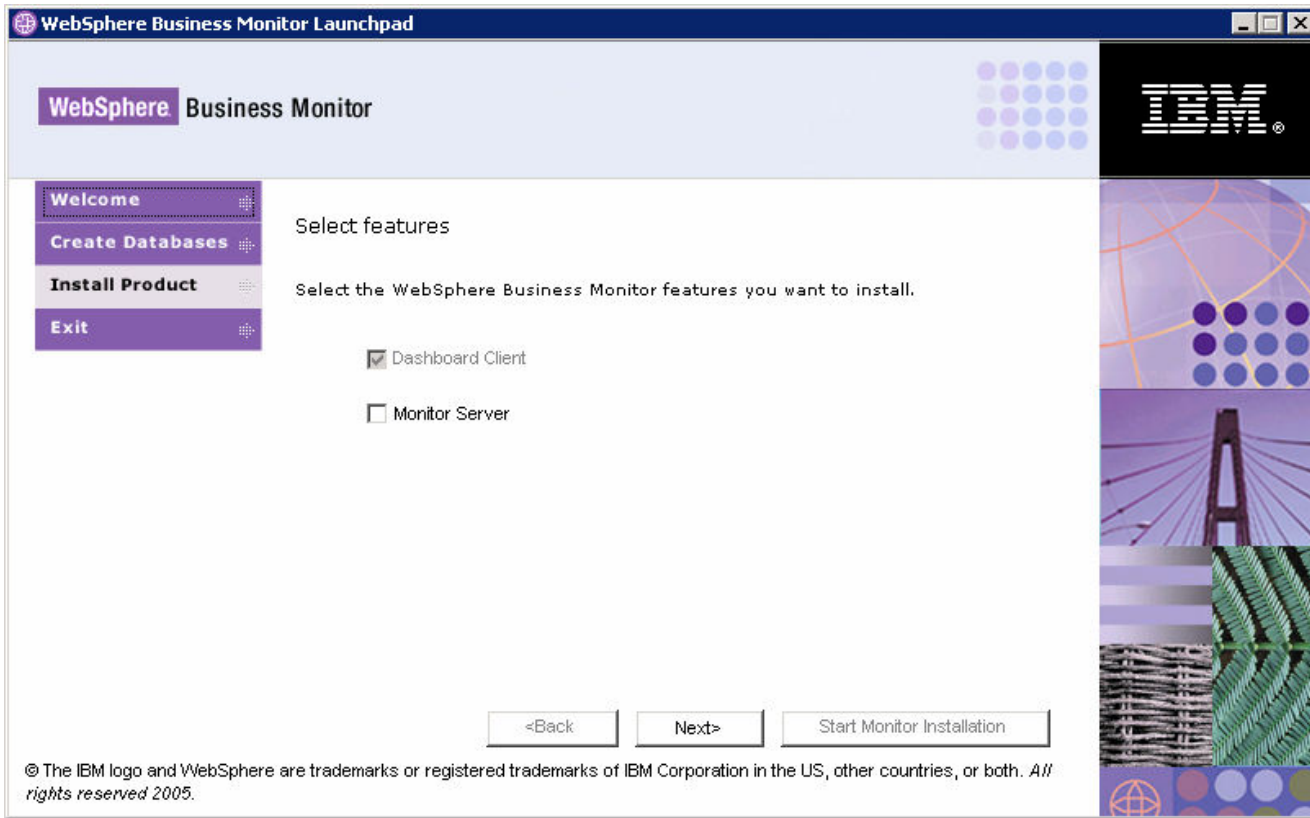 WebSphere Business Monitor Launchpad
WebSphere. Business Monitor
IBM®
Welcome
Create Databases
Install Product
Exit
Select features
Select the WebSphere Business Monitor features you want to install.
Dashboard Client
Monitor Server
<Back
Next>
Start Monitor Installation
© The IBM logo and WebSphere are trademarks or registered trademarks of IBM Corporation in the US, other countries, or both. All
rights reserved 2005.